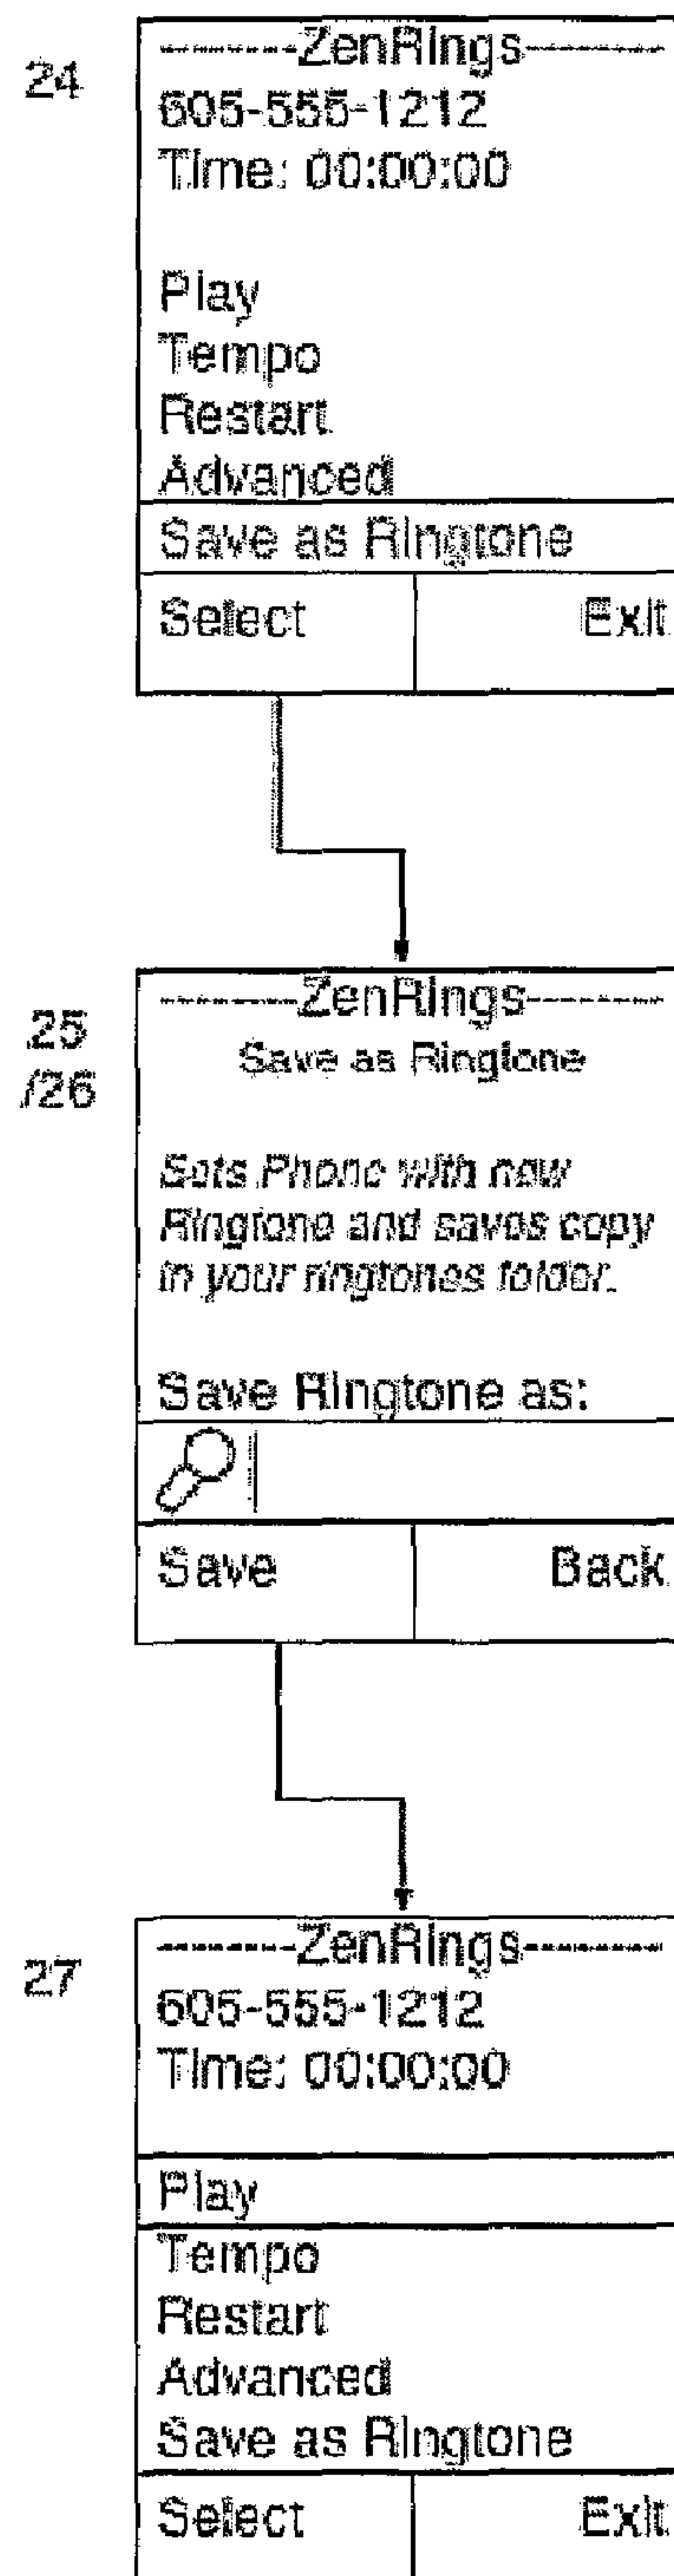 24
ZenRings
605-555-1212
Time: 00:00:00
Play
Tempo
Restart
Advanced
Save as Ringtone
Select Exit
25
/26
ZenRings
Save as Ringtone
Sets Phone with new
Ringtone and saves copy
in your ringtones folder.
Save Ringtone as:
Save Back
27
ZenRings
605-555-1212
Time: 00:00:00
Play
Tempo
Restart
Advanced
Save as Ringtone
Select Exit